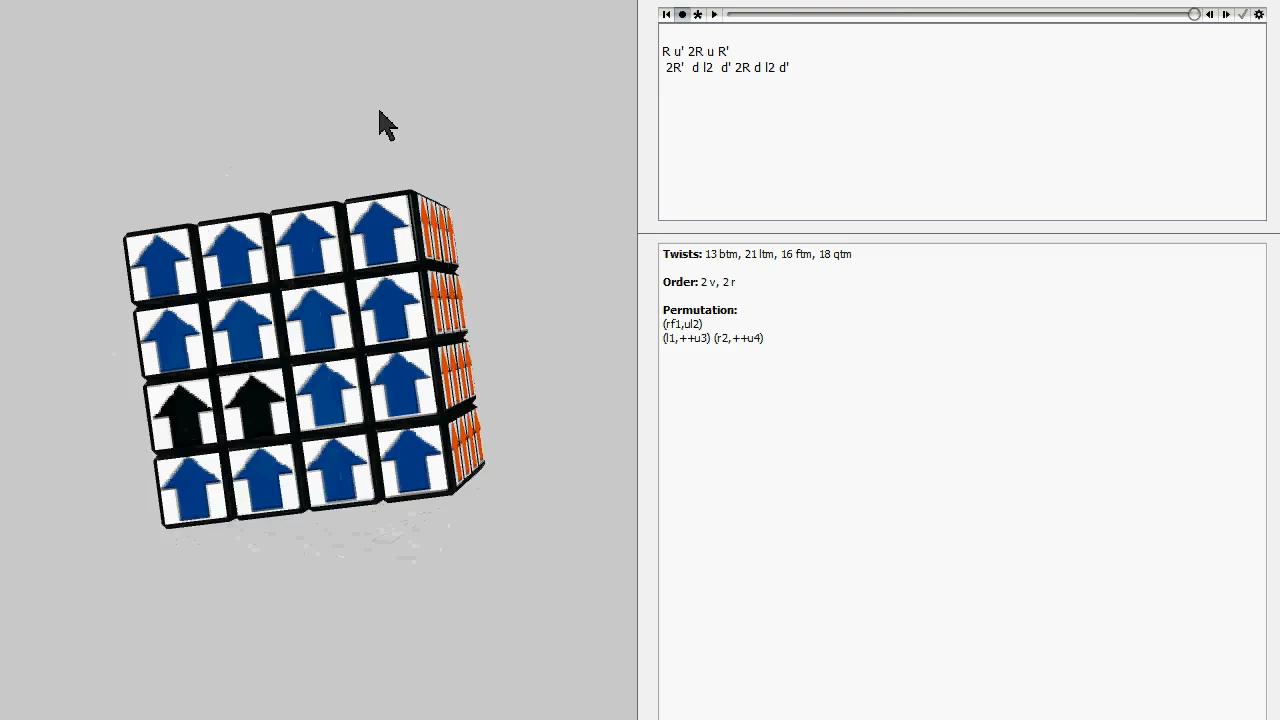 R u' 2R u R'
2R' d l2 d' 2R d l2 d'
Twists: 13 btm, 21 ltm, 16 ftm, 18 qtm
Order: 2 v, 2 r
Permutation:
(rf1,ul2)
(l1,++u3) (r2,++u4)